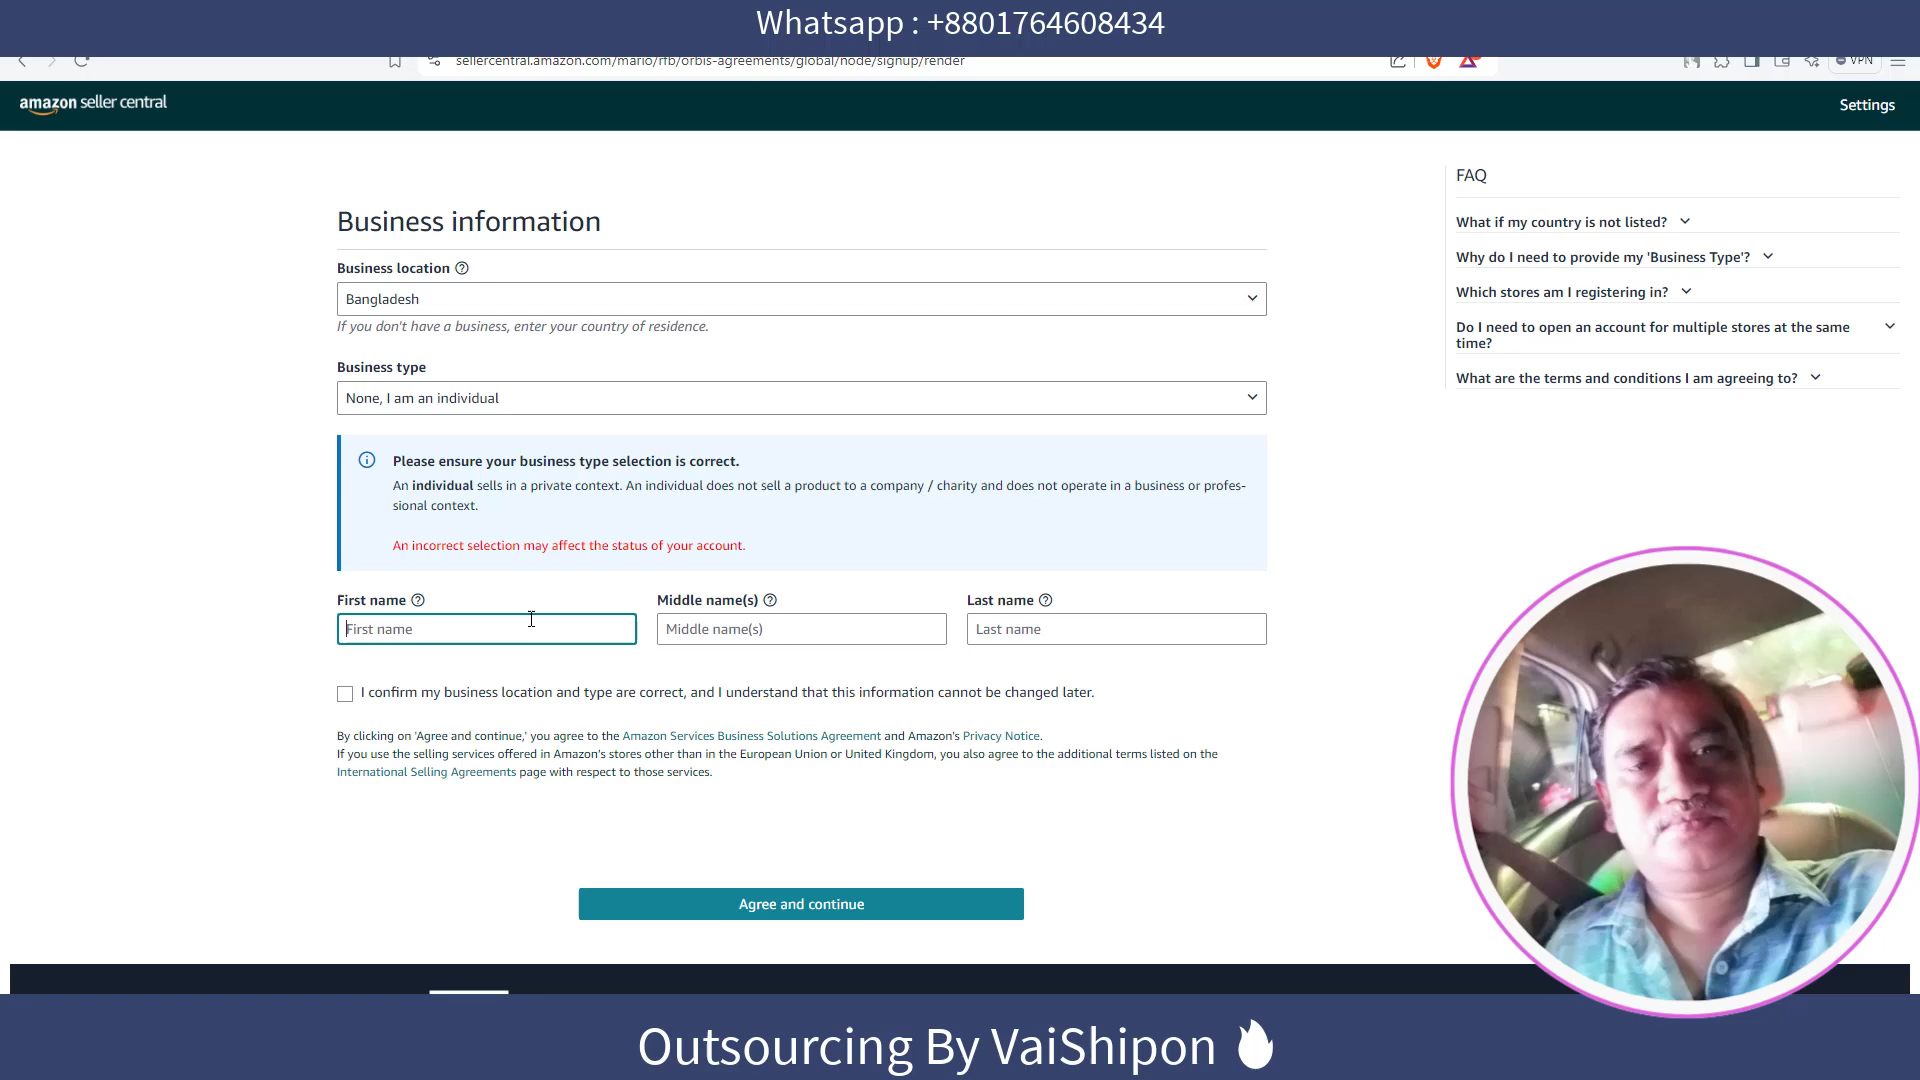 Whatsapp : +8801764608434
sellercentral.amazon.com/mario/rfb/orbis-agreements/global/node/signup/render
VPN
amazon seller central
Settings
Business information
Business location
Bangladesh
If you don't have a business, enter your country of residence.
Business type
None, I am an individual
Please ensure your business type selection is correct.
An individual sells in a private context. An individual does not sell a product to a company / charity and does not operate in a business or profes-
sional context.
An incorrect selection may affect the status of your account.
First name
Middle name(s)
Last name
First name
Middle name(s)
Last name
I confirm my business location and type are correct, and I understand that this information cannot be changed later.
By clicking on 'Agree and continue,' you agree to the Amazon Services Business Solutions Agreement and Amazon's Privacy Notice.
If you use the selling services offered in Amazon's stores other than in the European Union or United Kingdom, you also agree to the additional terms listed on the
International Selling Agreements page with respect to those services.
Agree and continue
FAQ
What if my country is not listed?
Why do I need to provide my 'Business Type'?
Which stores am I registering in?
Do I need to open an account for multiple stores at the same
time?
What are the terms and conditions I am agreeing to?
Outsourcing By VaiShipon